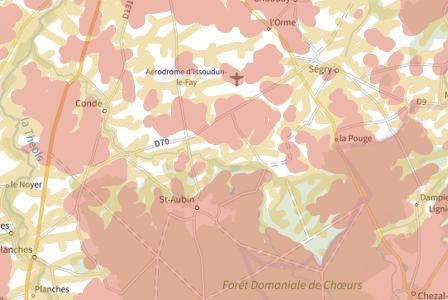 D131
l'Orme
Aérodrome d'Issoudun-
le Fay
Ségry
Condé
D9
la Théols
D70
la Pouge
le Noyer
St-Aubin
Planches
Forêt Domaniale de Chœurs